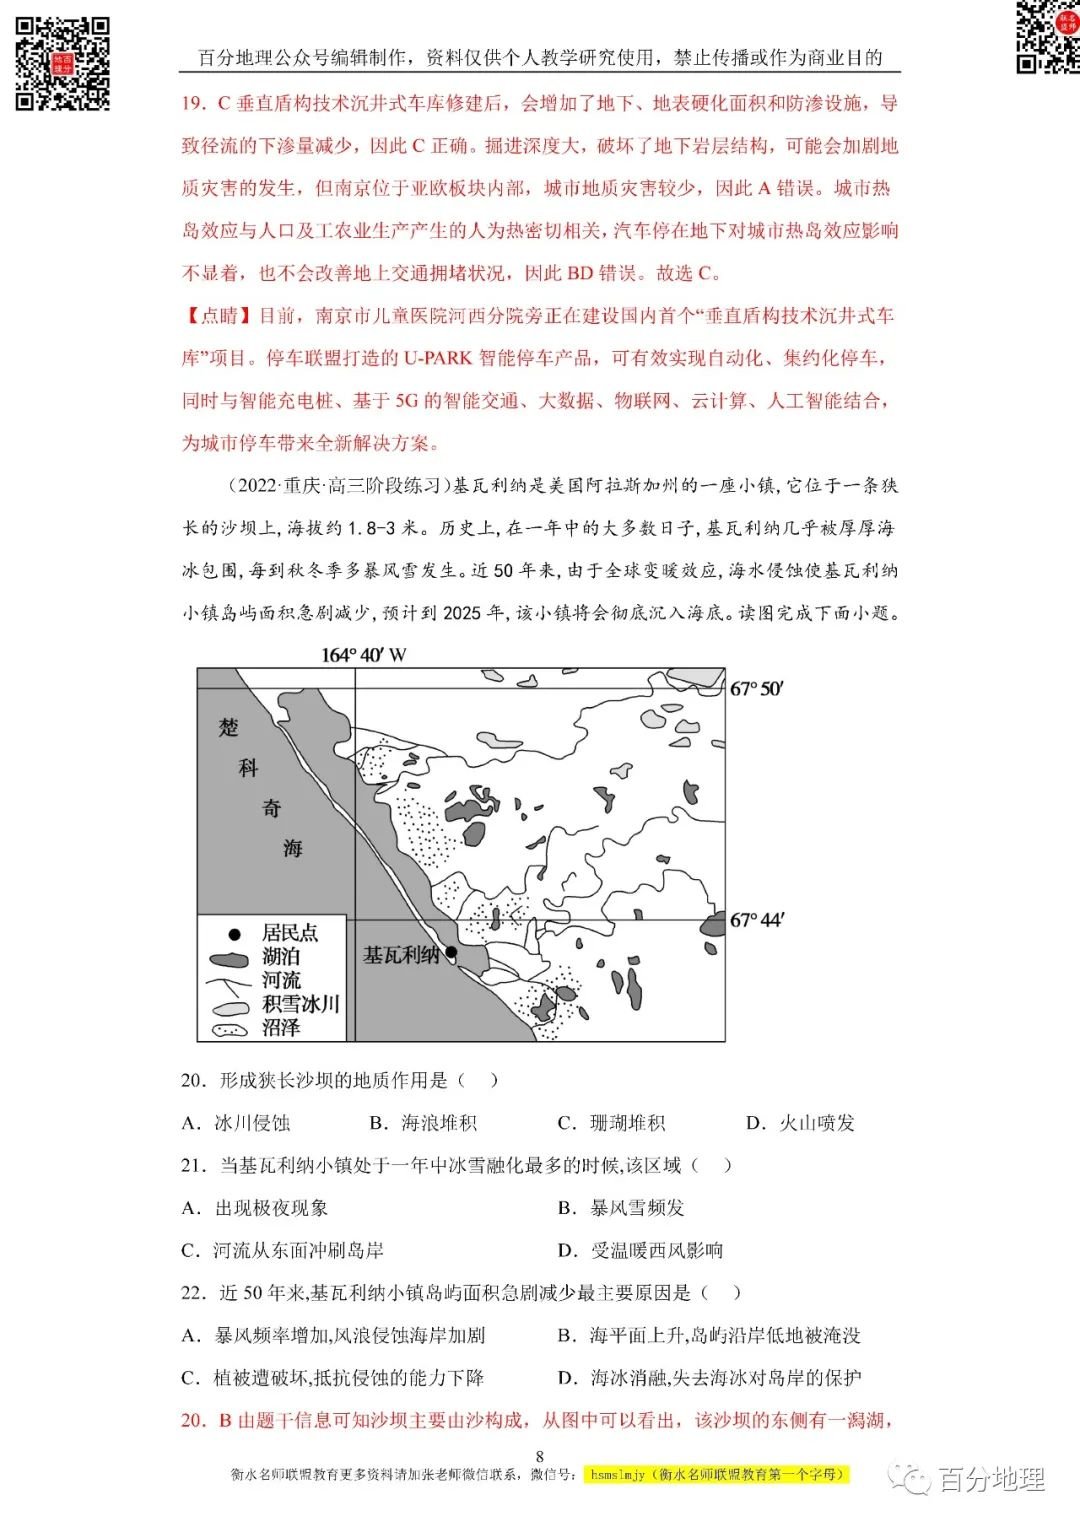 联名
益师
地百
理分
百分地理公众号编辑制作，资料仅供个人教学研究使用，禁止传播或作为商业目的
19．C 垂直盾构技术沉井式车库修建后，会增加了地下、地表硬化面积和防渗设施，导
致径流的下渗量减少，因此 C 正确。掘进深度大，破坏了地下岩层结构，可能会加剧地
质灾害的发生，但南京位于亚欧板块内部，城市地质灾害较少，因此 A 错误。城市热
岛效应与人口及工农业生产产生的人为热密切相关，汽车停在地下对城市热岛效应影响
不显着，也不会改善地上交通拥堵状况，因此 BD 错误。故选 C。
【点睛】目前，南京市儿童医院河西分院旁正在建设国内首个“垂直盾构技术沉井式车
库”项目。停车联盟打造的 U-PARK 智能停车产品，可有效实现自动化、集约化停车，
同时与智能充电桩、基于 5G 的智能交通、大数据、物联网、云计算、人工智能结合，
为城市停车带来全新解决方案。
（2022·重庆·高三阶段练习）基瓦利纳是美国阿拉斯加州的一座小镇，它位于一条狭
长的沙坝上，海拔约 1.8-3 米。历史上，在一年中的大多数日子，基瓦利纳几乎被厚厚海
冰包围，每到秋冬季多暴风雪发生。近 50 年来，由于全球变暖效应，海水侵蚀使基瓦利纳
小镇岛屿面积急剧减少，预计到 2025 年，该小镇将会彻底沉入海底。读图完成下面小题。
164° 40′ W
67° 50′
楚
科
奇
海
67° 44′
基瓦利纳
居民点
湖泊
河流
积雪冰川
沼泽
20．形成狭长沙坝的地质作用是（ ）
A．冰川侵蚀 B．海浪堆积 C．珊瑚堆积 D．火山喷发
21．当基瓦利纳小镇处于一年中冰雪融化最多的时候,该区域（ ）
A．出现极夜现象 B．暴风雪频发
C．河流从东面冲刷岛岸 D．受温暖西风影响
22．近 50 年来,基瓦利纳小镇岛屿面积急剧减少最主要原因是（ ）
A．暴风频率增加,风浪侵蚀海岸加剧 B．海平面上升,岛屿沿岸低地被淹没
C．植被遭破坏,抵抗侵蚀的能力下降 D．海冰消融,失去海冰对岛岸的保护
20．B 由题干信息可知沙坝主要由沙构成，从图中可以看出，该沙坝的东侧有一潟湖，
8
衡水名师联盟教育更多资料请加张老师微信联系，微信号： hsmslmjy（衡水名师联盟教育第一个字母）
百分地理